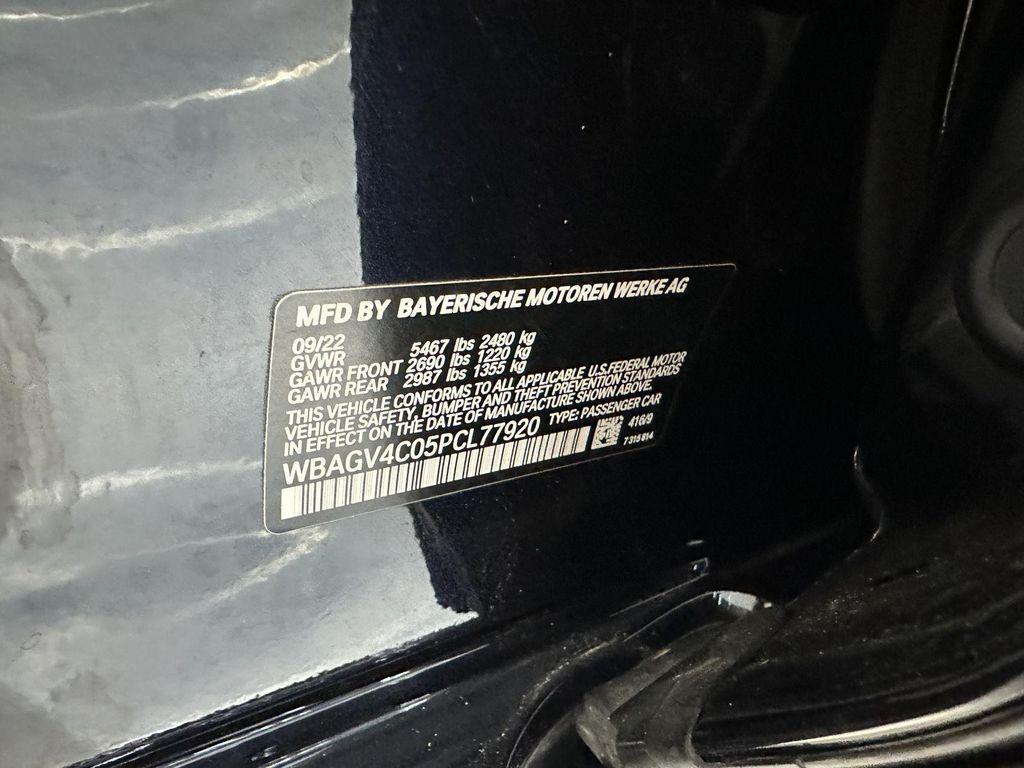 MFD BY BAYERISCHE MOTOREN WERKE AG
09/22
GVWR 5467 lbs 2480 kg
GAWR FRONT 2690 lbs 1220 kg
GAWR REAR 2987 lbs 1355 kg
THIS VEHICLE CONFORMS TO ALL APPLICABLE U.S.FEDERAL MOTOR
VEHICLE SAFETY, BUMPER AND THEFT PREVENTION STANDARDS
IN EFFECT ON THE DATE OF MANUFACTURE SHOWN ABOVE.
WBAGV4C05PCL77920 TYPE: PASSENGER CAR
416/9
7 315 814